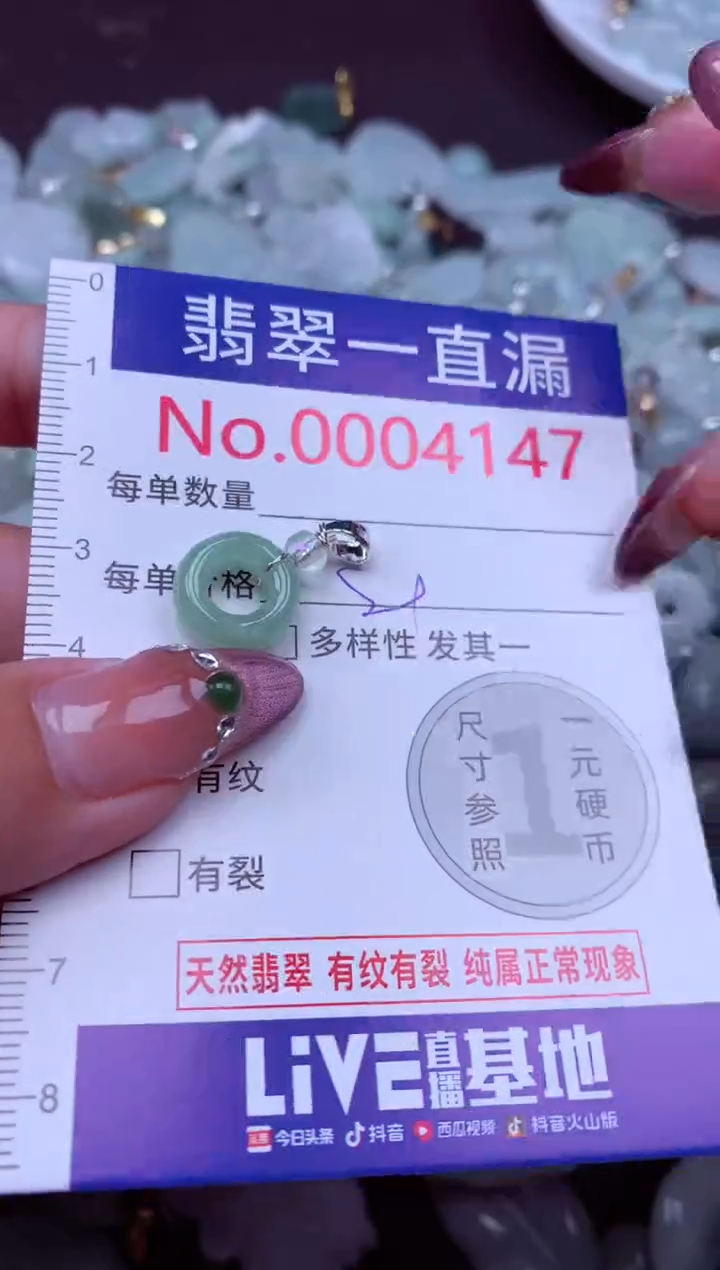 0
翡翠一直漏
1
No.0004147
2
每单数量
3
每单 格
4
多样性 发其一
尺寸参照
一元硬币
1
有纹
有裂
天然翡翠 有纹有裂 纯属正常现象
7
LiVE直播基地
8
今日头条 抖音 西瓜视频 抖音火山版